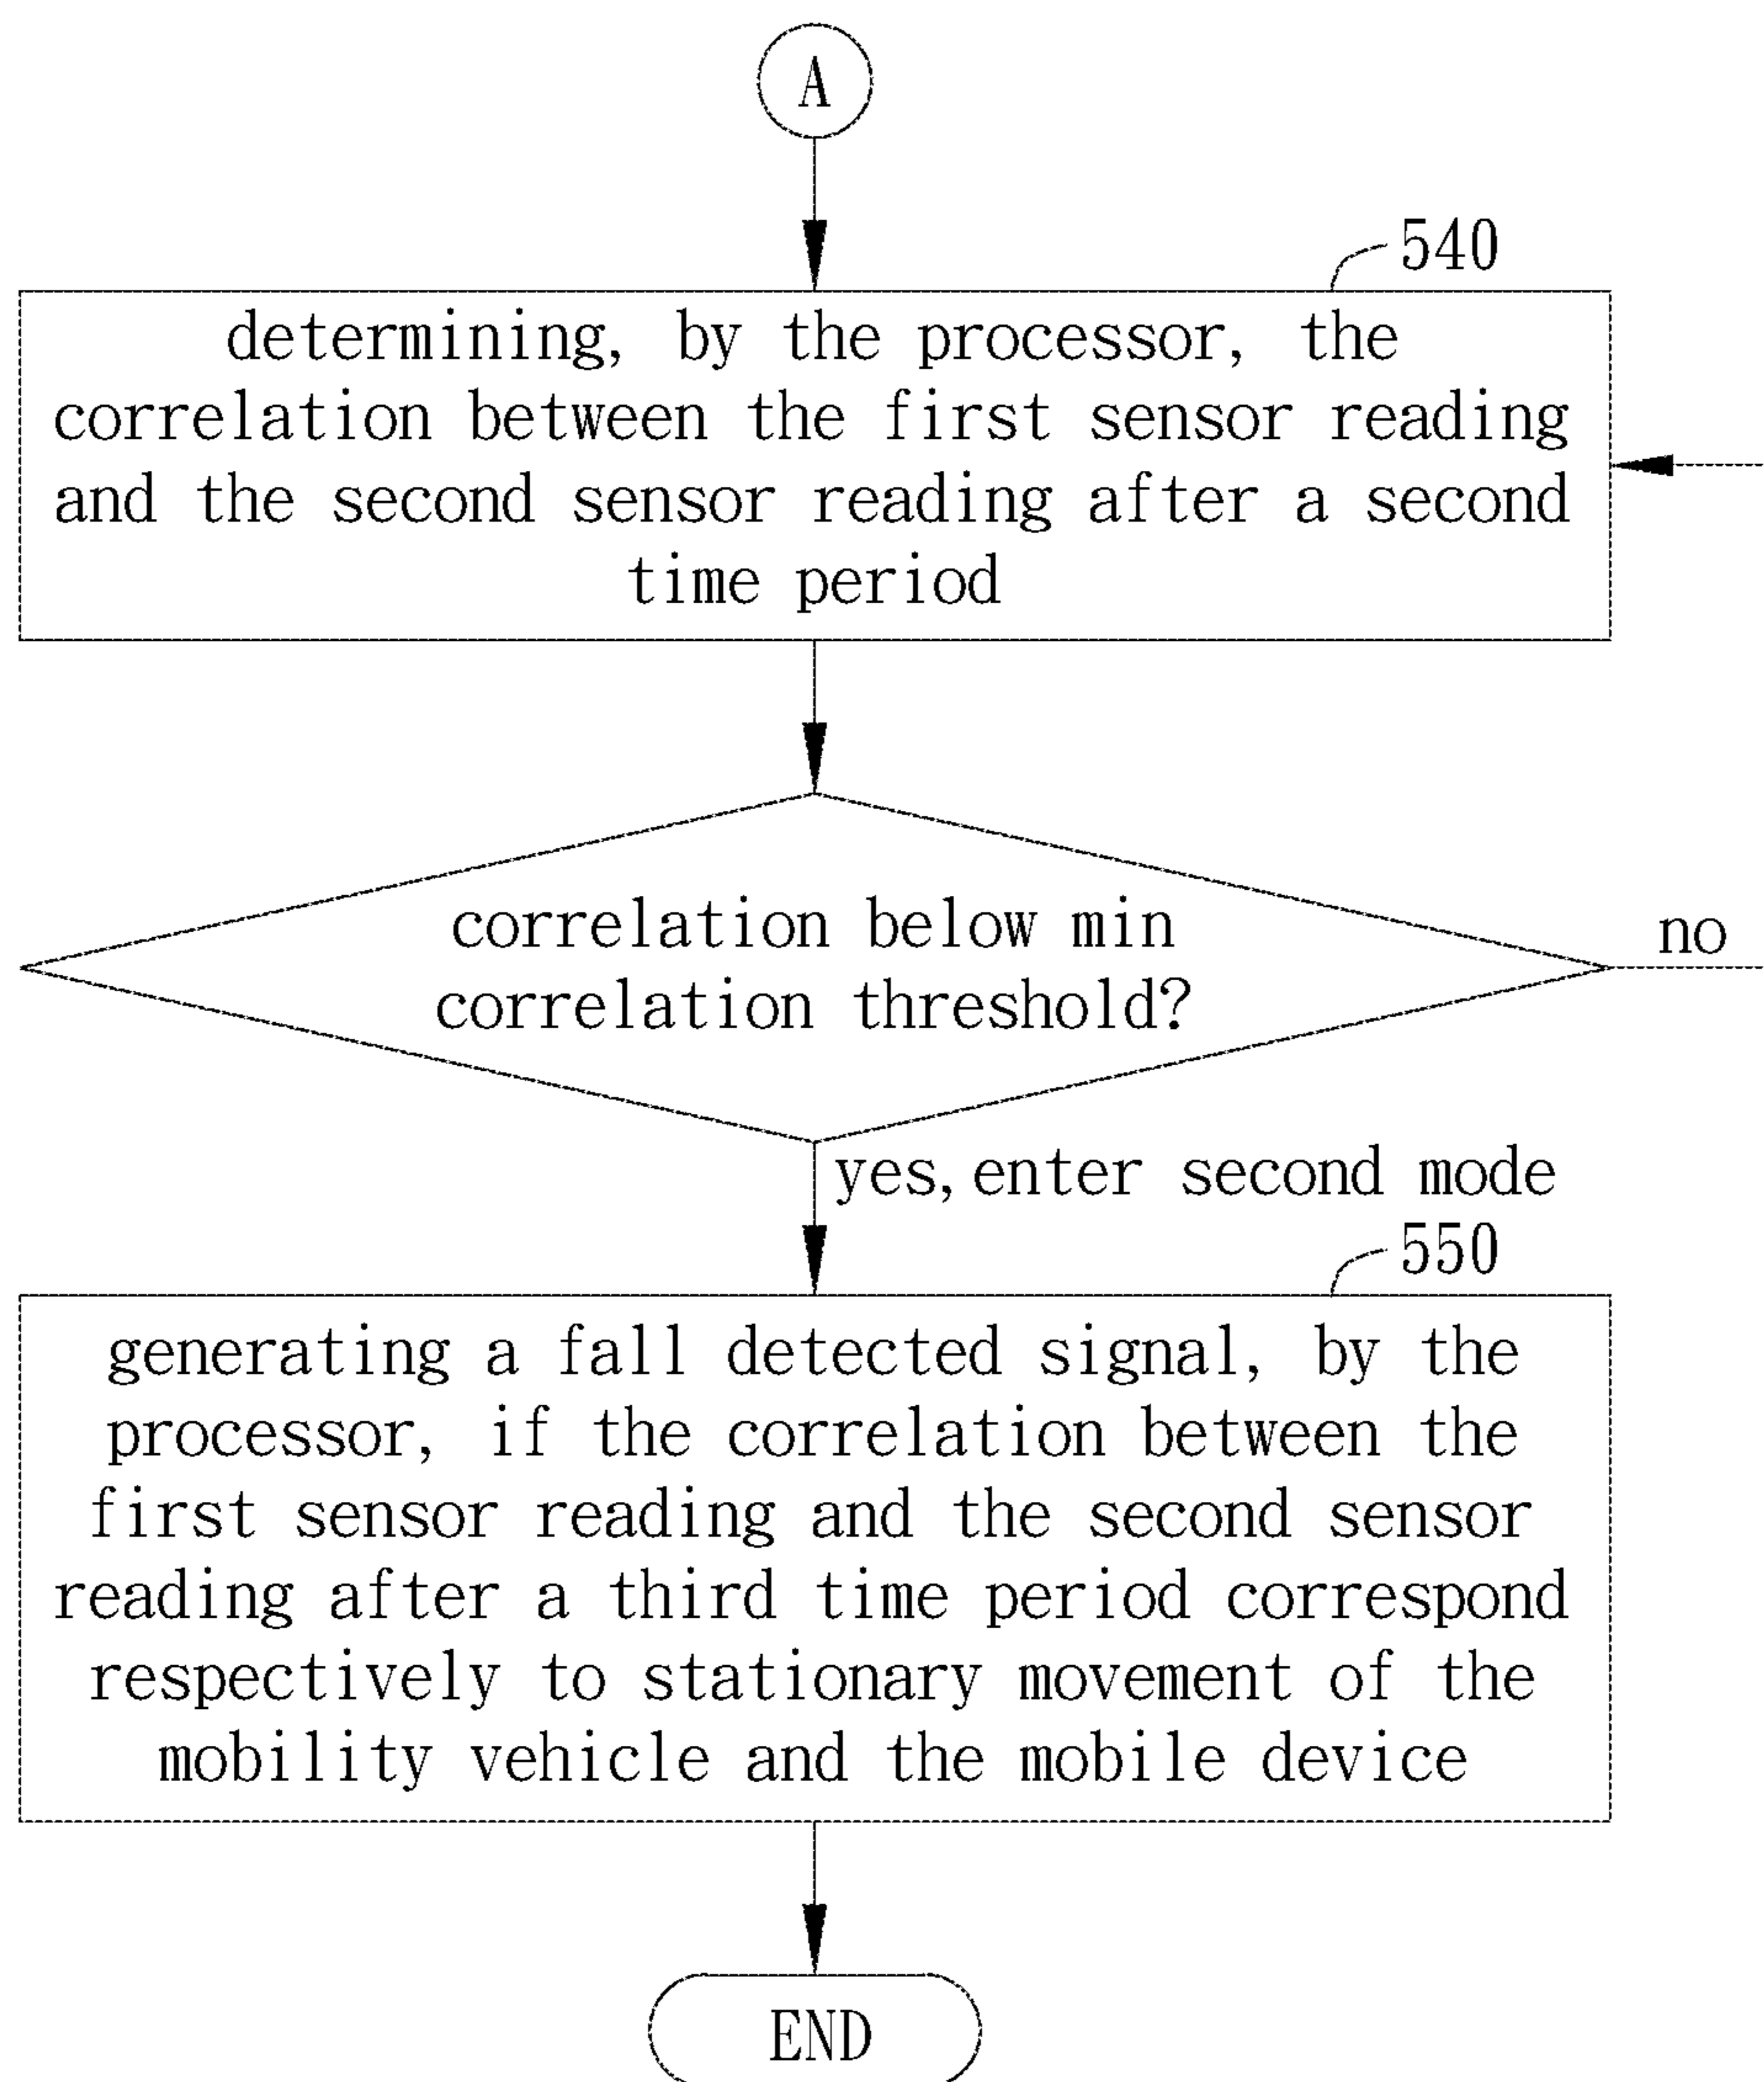 A
540
determining, by the processor, the
correlation between the first sensor reading
and the second sensor reading after a second
time period
correlation below min
correlation threshold?
no
yes, enter second mode
550
generating a fall detected signal, by the
processor, if the correlation between the
first sensor reading and the second sensor
reading after a third time period correspond
respectively to stationary movement of the
mobility vehicle and the mobile device
END